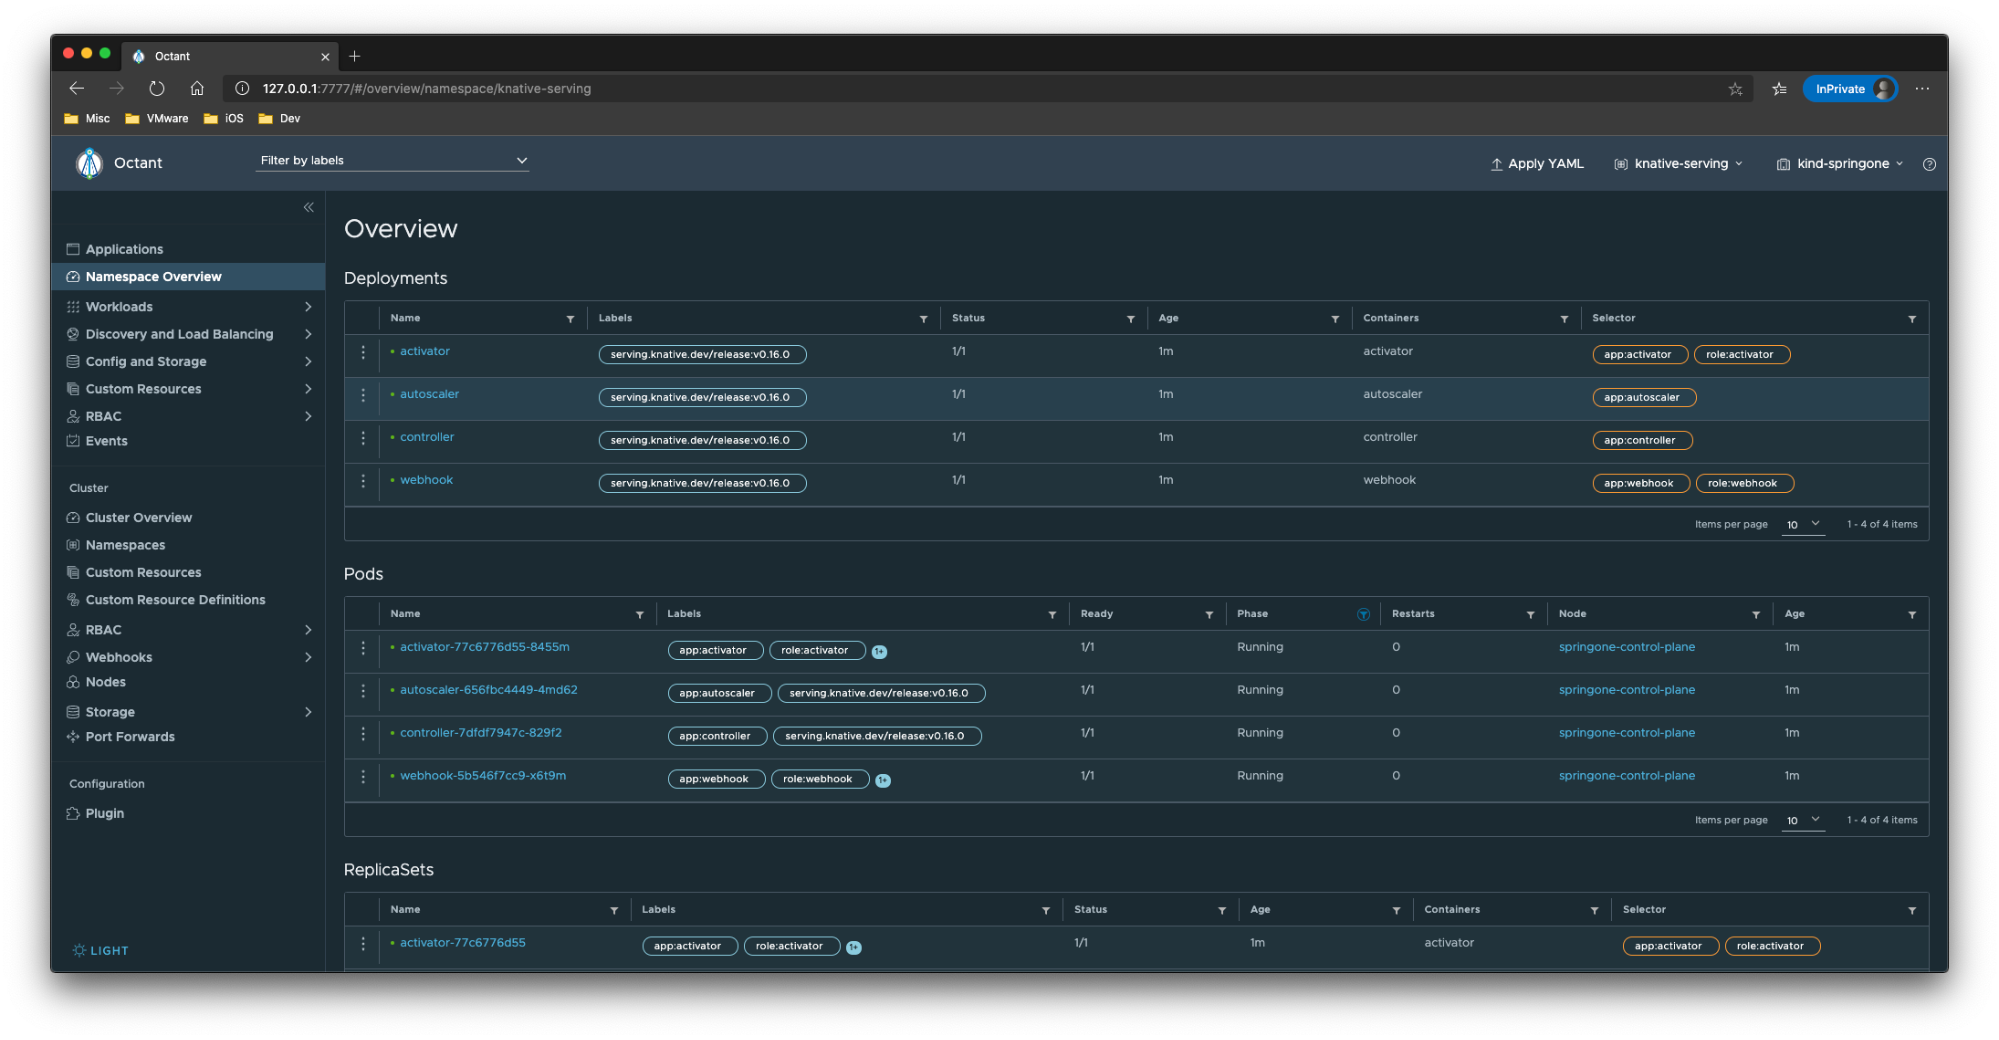 Octant
127.0.0.1:7777/#/overview/namespace/knative-serving
InPrivate
Misc VMware iOS Dev
Octant
Filter by labels
Apply YAML
knative-serving
kind-springone
Applications
Namespace Overview
Workloads
Discovery and Load Balancing
Config and Storage
Custom Resources
RBAC
Events
Cluster
Cluster Overview
Namespaces
Custom Resources
Custom Resource Definitions
RBAC
Webhooks
Nodes
Storage
Port Forwards
Configuration
Plugin
LIGHT
Overview
Deployments
Name Labels Status Age Containers Selector
activator serving.knative.dev/release:v0.16.0 1/1 1m activator app:activator role:activator
autoscaler serving.knative.dev/release:v0.16.0 1/1 1m autoscaler app:autoscaler
controller serving.knative.dev/release:v0.16.0 1/1 1m controller app:controller
webhook serving.knative.dev/release:v0.16.0 1/1 1m webhook app:webhook role:webhook
Items per page 10 1 - 4 of 4 items
Pods
Name Labels Ready Phase Restarts Node Age
activator-77c6776d55-8455m app:activator role:activator 1+ 1/1 Running 0 springone-control-plane 1m
autoscaler-656fbc4449-4md62 app:autoscaler serving.knative.dev/release:v0.16.0 1/1 Running 0 springone-control-plane 1m
controller-7dfdf7947c-829f2 app:controller serving.knative.dev/release:v0.16.0 1/1 Running 0 springone-control-plane 1m
webhook-5b546f7cc9-x6t9m app:webhook role:webhook 1+ 1/1 Running 0 springone-control-plane 1m
Items per page 10 1 - 4 of 4 items
ReplicaSets
Name Labels Status Age Containers Selector
activator-77c6776d55 app:activator role:activator 1+ 1/1 1m activator app:activator role:activator